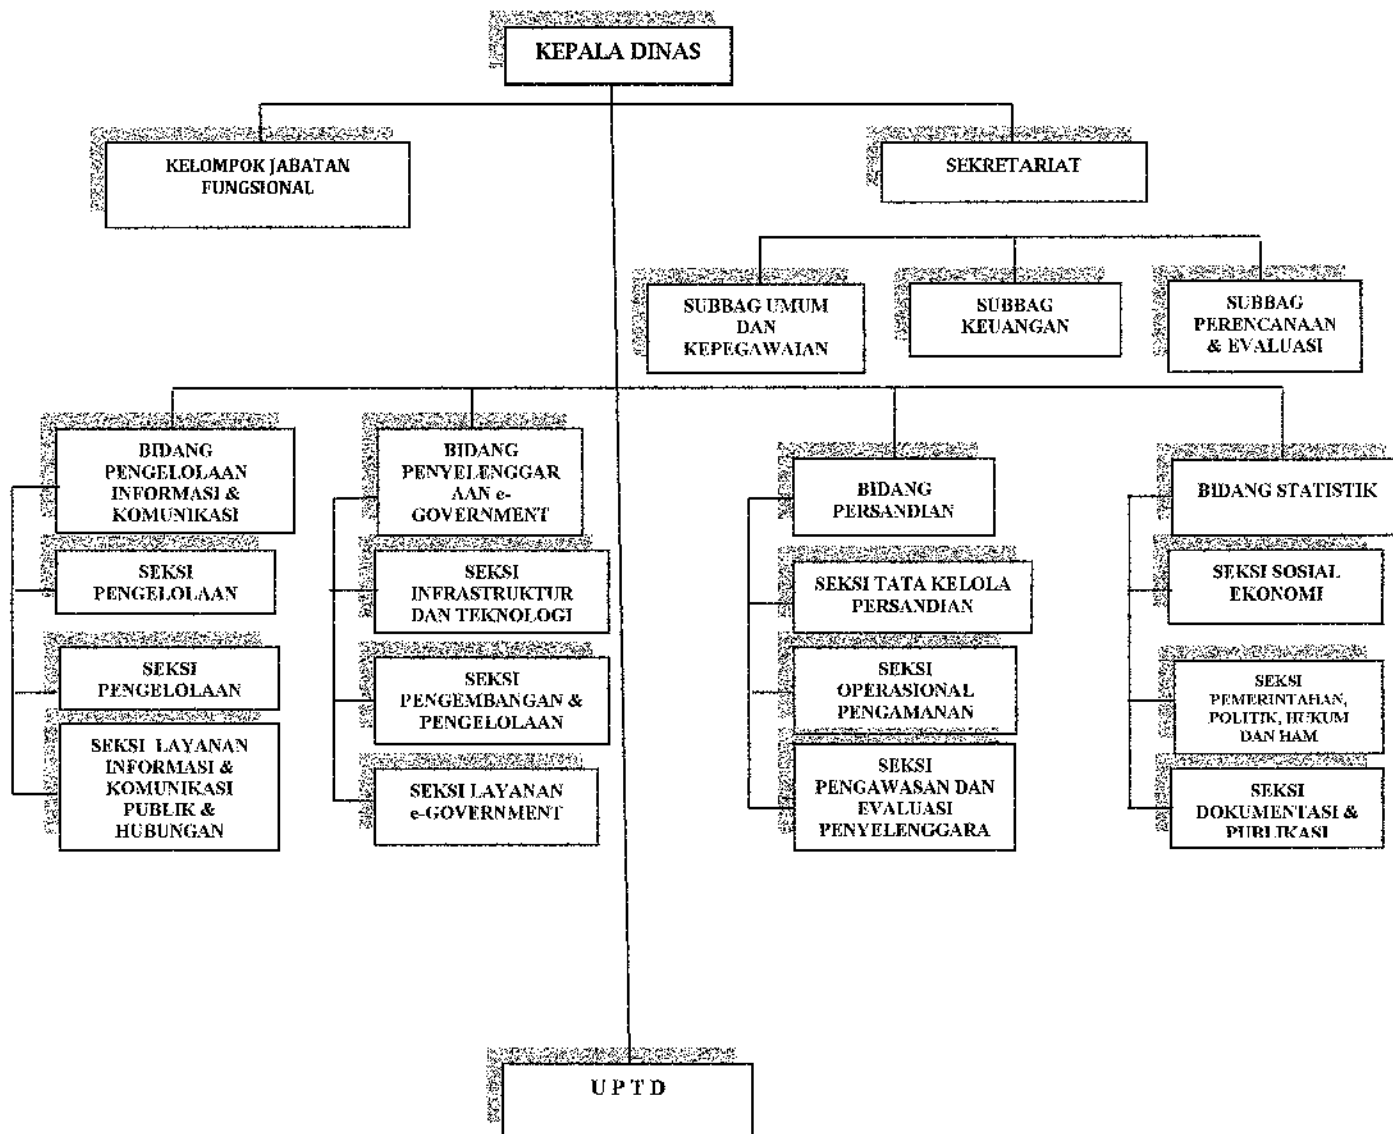 KEPALA DINAS
KELOMPOK JABATAN
FUNGSIONAL
SEKRETARIAT
SUBBAG UMUM
DAN
KEPEGAWAIAN
SUBBAG
KEUANGAN
SUBBAG
PERENCANAAN
& EVALUASI
BIDANG
PENGELOLAAN
INFORMASI &
KOMUNIKASI
SEKSI
PENGELOLAAN
SEKSI
PENGELOLAAN
SEKSI LAYANAN
INFORMASI &
KOMUNIKASI
PUBLIK &
HUBUNGAN
BIDANG
PENYELENGGAR
AAN e-
GOVERNMENT
SEKSI
INFRASTRUKTUR
DAN TEKNOLOGI
SEKSI
PENGEMBANGAN &
PENGELOLAAN
SEKSI LAYANAN
e-GOVERNMENT
BIDANG
PERSANDIAN
SEKSI TATA KELOLA
PERSANDIAN
SEKSI
OPERASIONAL
PENGAMANAN
SEKSI
PENGAWASAN DAN
EVALUASI
PENYELENGGARA
BIDANG STATISTIK
SEKSI SOSIAL
EKONOMI
SEKSI
PEMERINTAHAN,
POLITIK, HUKUM
DAN HAM
SEKSI
DOKUMENTASI &
PUBLIKASI
U P T D